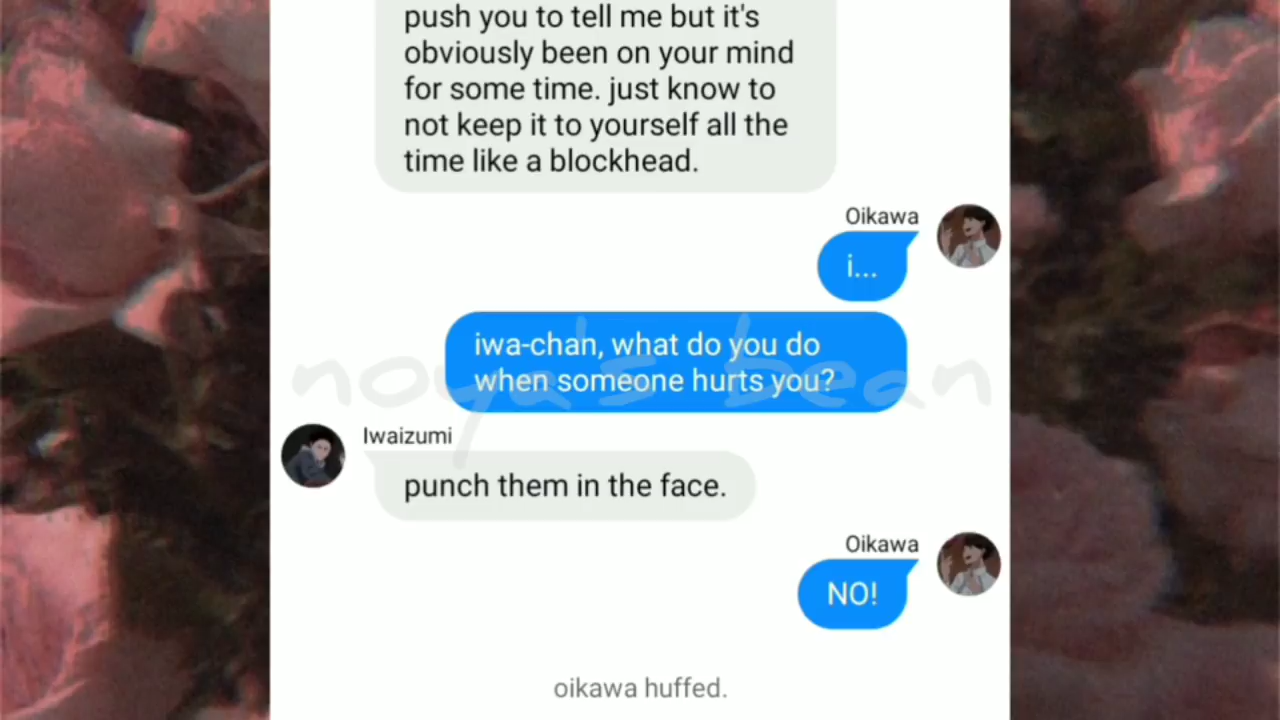 push you to tell me but it's
obviously been on your mind
for some time. just know to
not keep it to yourself all the
time like a blockhead.
Oikawa
i...
iwa-chan, what do you do
when someone hurts you?
noya's bean
Iwaizumi
punch them in the face.
Oikawa
NO!
oikawa huffed.